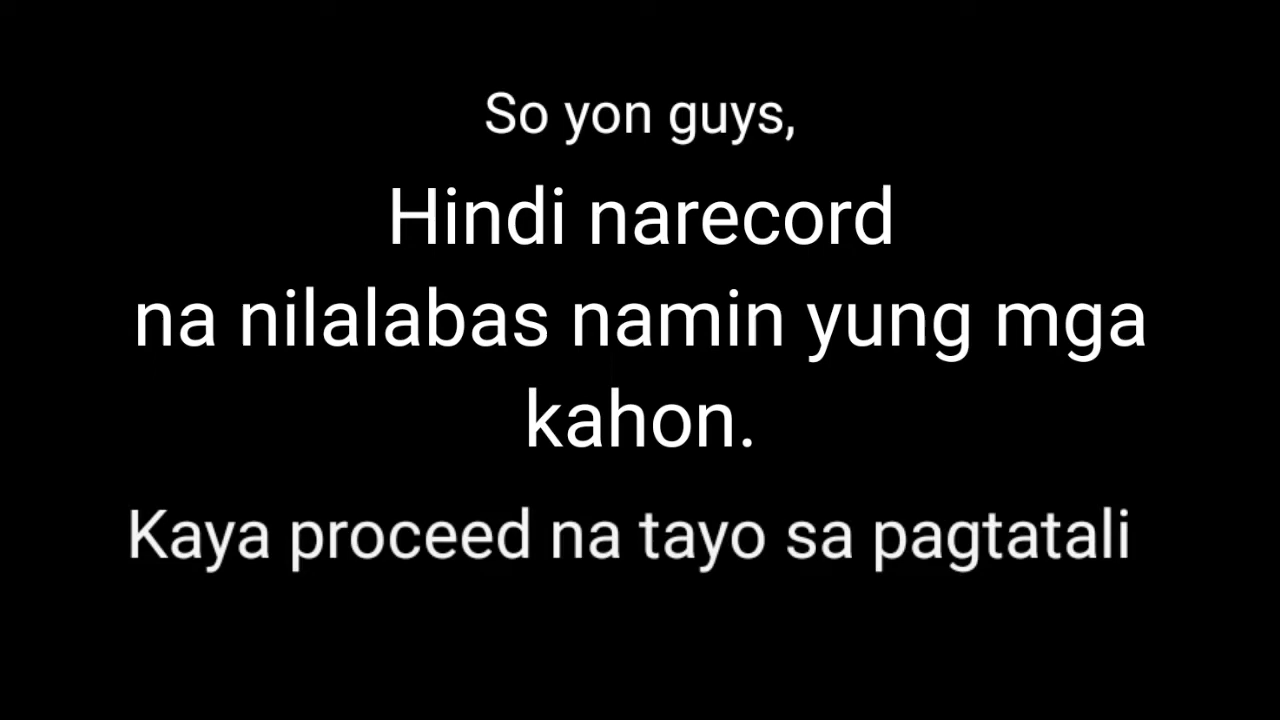 So yon guys,
Hindi narecord
na nilalabas namin yung mga
kahon.
Kaya proceed na tayo sa pagtatali